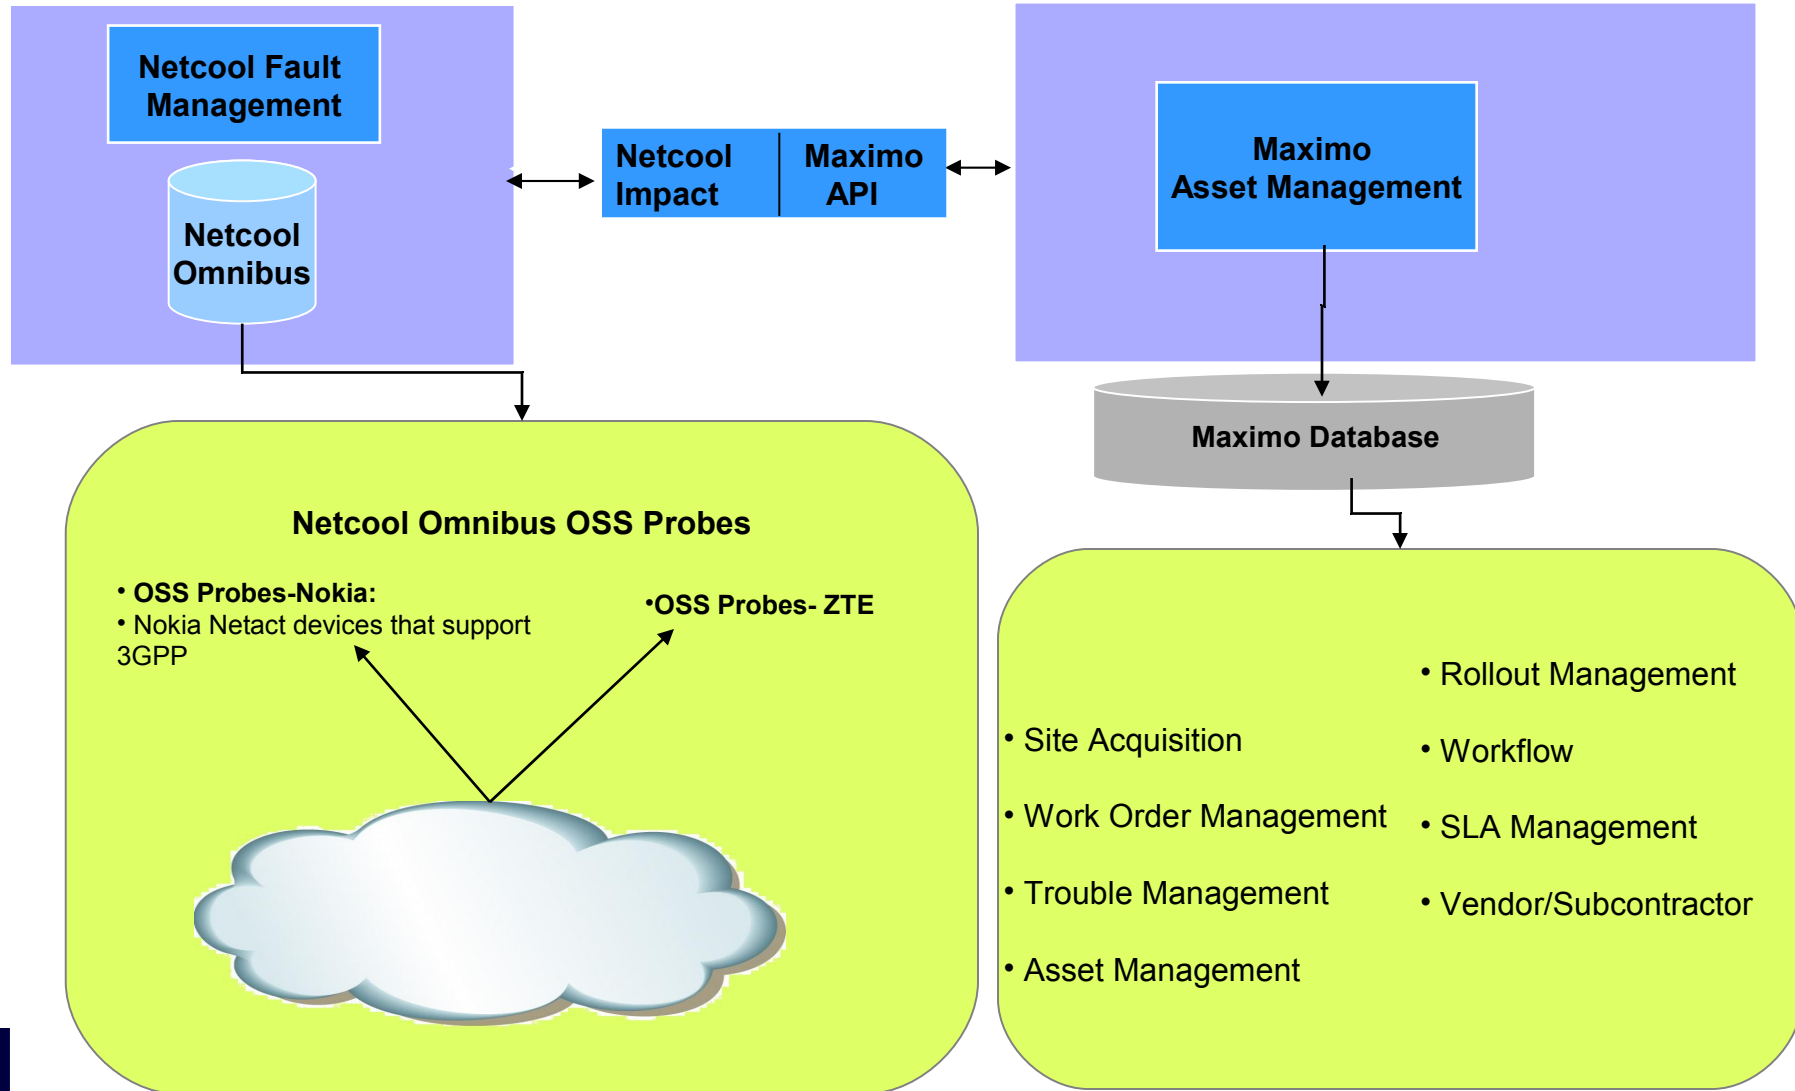 Netcool Fault
Management
Netcool
Omnibus
Netcool
Impact
Maximo
API
Maximo
Asset Management
Maximo Database
Netcool Omnibus OSS Probes
• OSS Probes-Nokia:
• Nokia Netact devices that support
3GPP
•OSS Probes- ZTE
• Site Acquisition
• Work Order Management
• Trouble Management
• Asset Management
• Rollout Management
• Workflow
• SLA Management
• Vendor/Subcontractor